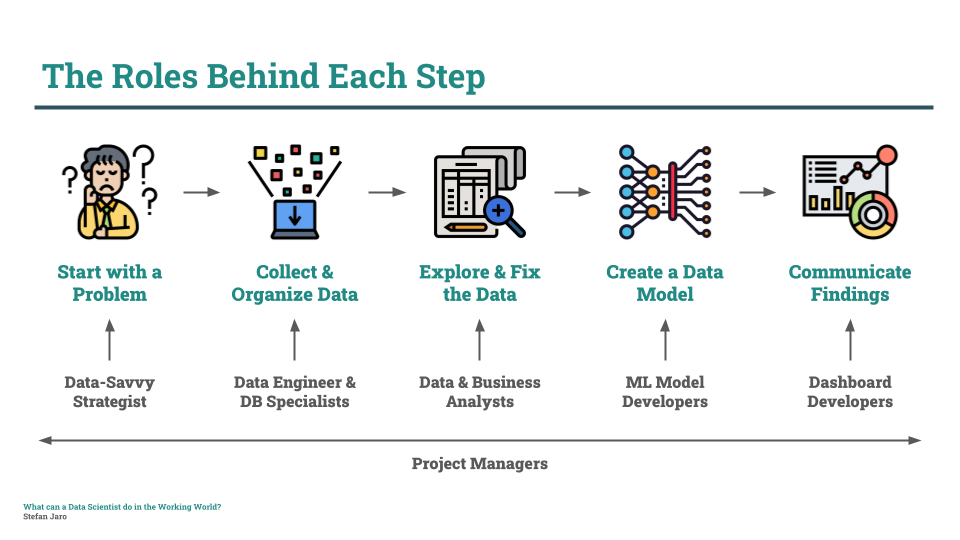 The Roles Behind Each Step
Start with a
Problem
Collect &
Organize Data
Explore & Fix
the Data
Create a Data
Model
Communicate
Findings
Data-Savvy
Strategist
Data Engineer &
DB Specialists
Data & Business
Analysts
ML Model
Developers
Dashboard
Developers
Project Managers
What can a Data Scientist do in the Working World?
Stefan Jaro